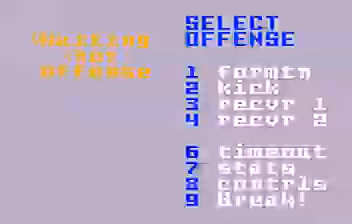 Waiting
for
offense
SELECT
OFFENSE
1 formtn
2 kick
3 recvr 1
4 recvr 2
6 timeout
7 stats
8 contrls
9 Break!